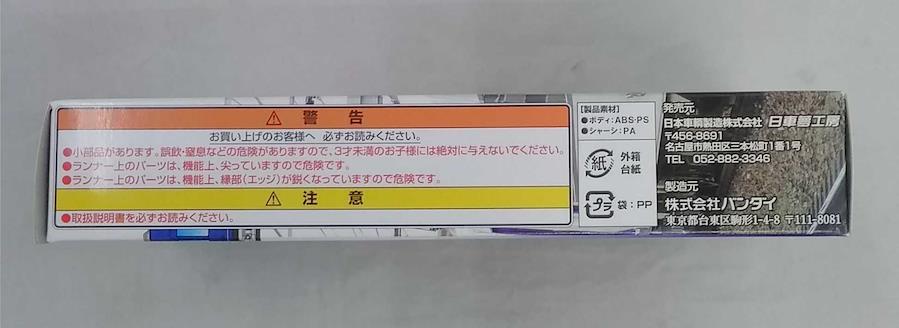 ⚠ 警告
お買い上げのお客様へ 必ずお読みください。
●小部品があります。誤飲・窒息などの危険がありますので、3才未満のお子様には絶対に与えないでください。
●ランナー上のパーツは、機能上、尖っていますので危険です。
●ランナー上のパーツは、機能上、縁部(エッジ)が鋭くなっていますので危険です。
⚠ 注意
●取扱説明書を必ずお読みください。
【製品素材】
●ボディ:ABS・PS
●シャーシ:PA
紙
外箱
台紙
プラ
袋:PP
発売元
日本車輌製造株式会社 日車夢工房
〒456-8691
名古屋市熱田区三本松町1番1号
TEL 052-882-3346
製造元
株式会社バンダイ
東京都台東区駒形1-4-8 〒111-8081